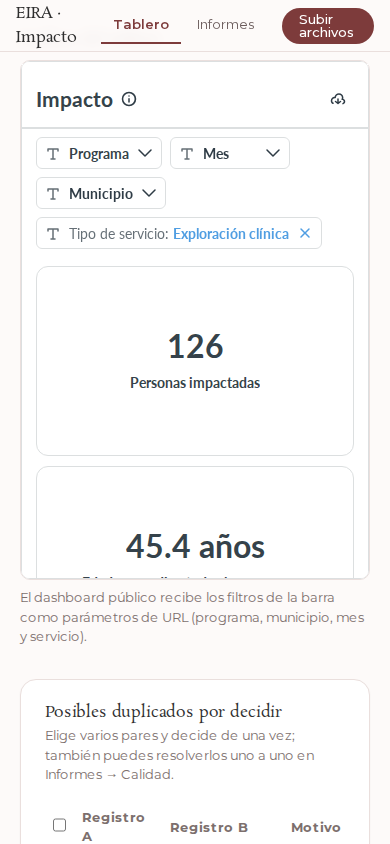 EIRA ·
Impacto
Tablero
Informes
Subir
archivos
Impacto
Programa
Mes
Municipio
Tipo de servicio: Exploración clínica
126
Personas impactadas
45.4 años
El dashboard público recibe los filtros de la barra
como parámetros de URL (programa, municipio, mes
y servicio).
Posibles duplicados por decidir
Elige varios pares y decide de una vez;
también puedes resolverlos uno a uno en
Informes → Calidad.
Registro
A
Registro B
Motivo